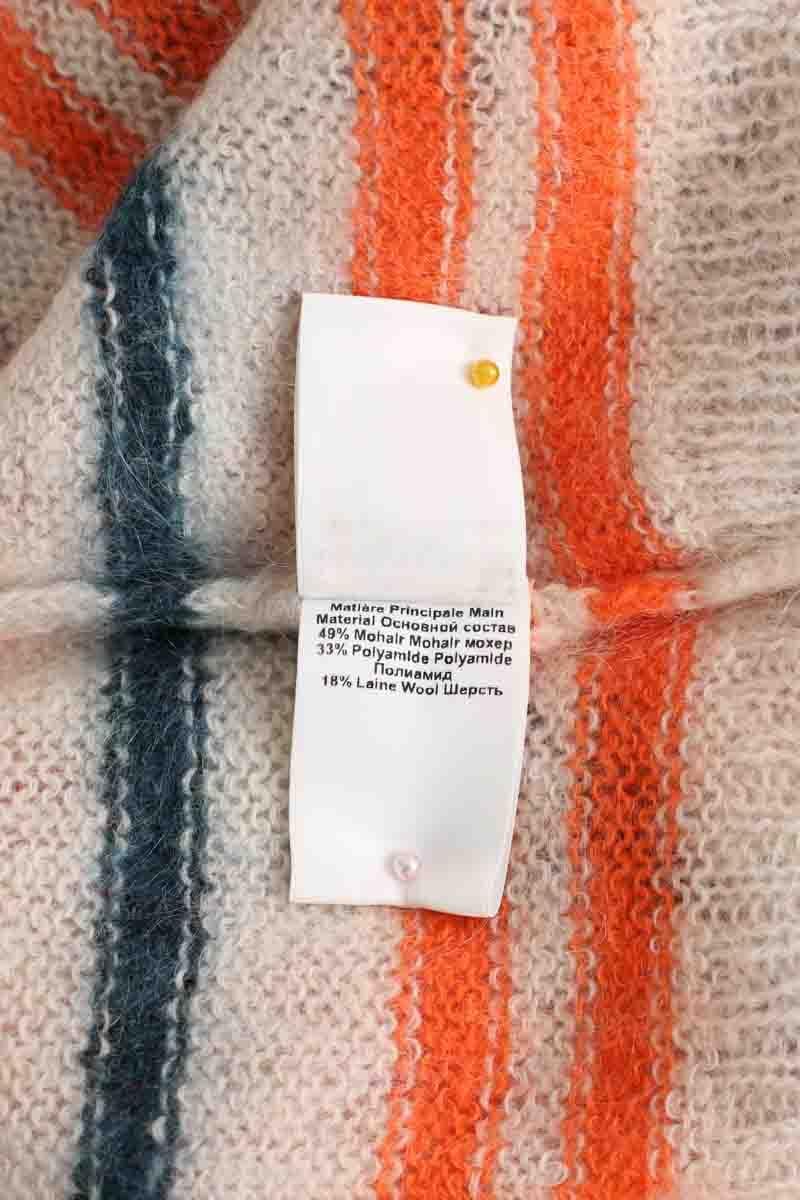 Matière Principale Main
Material Основной состав
49% Mohair Mohair мохер
33% Polyamide Polyamide
Полиамид
18% Laine Wool Шерсть